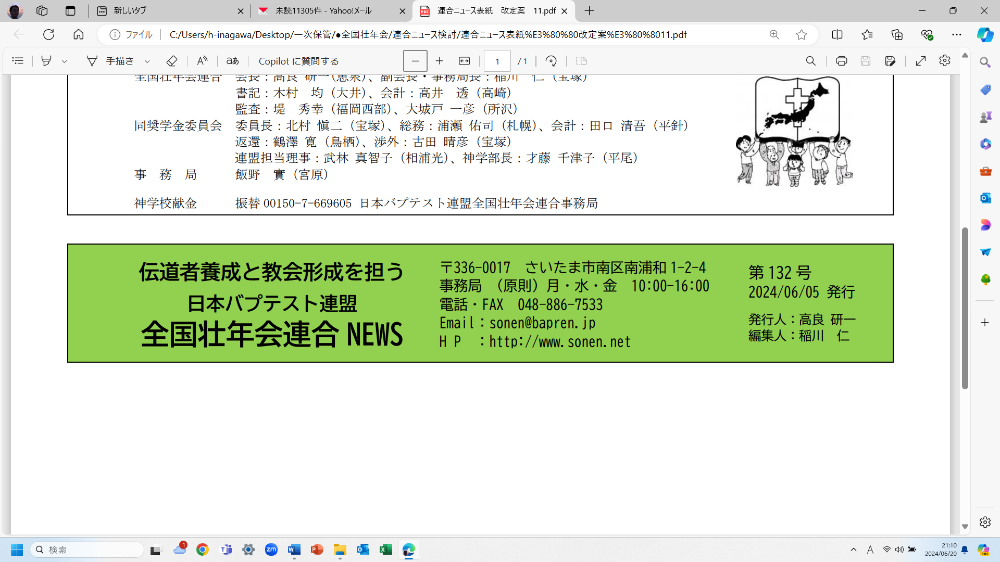 新しいタブ
未読11305件 - Yahoo!メール
連合ニュース表紙　改定案　11.pdf
ファイル
C:/Users/h-inagawa/Desktop/一次保管/●全国壮年会/連合ニュース検討/連合ニュース表紙%E3%80%80改定案%E3%80%8011.pdf
手描き
aあ
Copilot に質問する
1 / 1
全国壮年会連合　会長：高良 研一（恵泉）、副会長・事務局長：稲川　仁（宝塚）
書記：木村　均（大井）、会計：高井　透（高崎）
監査：堤　秀幸（福岡西部）、大城戸 一彦（所沢）
同奨学金委員会　委員長：北村 愼二（宝塚）、総務：浦瀬 佑司（札幌）、会計：田口 清吾（平針）
返還：鶴澤 寛（鳥栖）、渉外：古田 晴彦（宝塚）
連盟担当理事：武林 真智子（相浦光）、神学部長：才藤 千津子（平尾）
事　務　局　飯野　實（宮原）
神学校献金　振替 00150-7-669605 日本バプテスト連盟全国壮年会連合事務局
伝道者養成と教会形成を担う
日本バプテスト連盟
全国壮年会連合 NEWS
〒336-0017　さいたま市南区南浦和 1-2-4
事務局　（原則）月・水・金　10:00-16:00
電話・FAX　048-886-7533
Email：sonen@bapren.jp
H P　：http://www.sonen.net
第 132 号
2024/06/05 発行
発行人：高良 研一
編集人：稲川　仁
検索
1
zm
A
21:10
2024/06/20
PRE